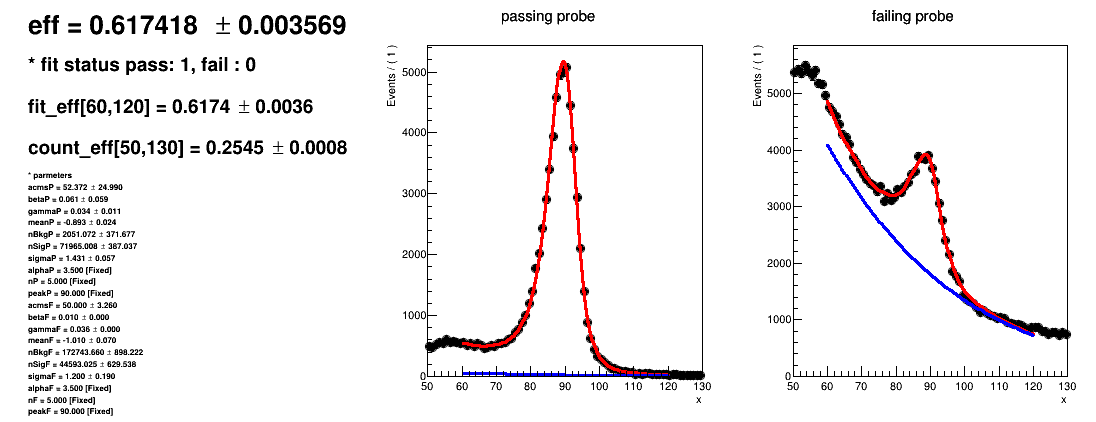 eff = 0.617418 ± 0.003569
* fit status pass: 1, fail : 0
fit_eff[60,120] = 0.6174 ± 0.0036
count_eff[50,130] = 0.2545 ± 0.0008
* parmeters
acmsP = 52.372 ± 24.990
betaP = 0.061 ± 0.059
gammaP = 0.034 ± 0.011
meanP = -0.893 ± 0.024
nBkgP = 2051.072 ± 371.677
nSigP = 71965.008 ± 387.037
sigmaP = 1.431 ± 0.057
alphaP = 3.500 [Fixed]
nP = 5.000 [Fixed]
peakP = 90.000 [Fixed]
acmsF = 50.000 ± 3.260
betaF = 0.010 ± 0.000
gammaF = 0.036 ± 0.000
meanF = -1.010 ± 0.070
nBkgF = 172743.660 ± 898.222
nSigF = 44593.025 ± 629.538
sigmaF = 1.200 ± 0.190
alphaF = 3.500 [Fixed]
nF = 5.000 [Fixed]
peakF = 90.000 [Fixed]
passing probe
Events / ( 1 )
5000
4000
3000
2000
1000
0
50 60 70 80 90 100 110 120 130
x
failing probe
Events / ( 1 )
5000
4000
3000
2000
1000
0
50 60 70 80 90 100 110 120 130
x